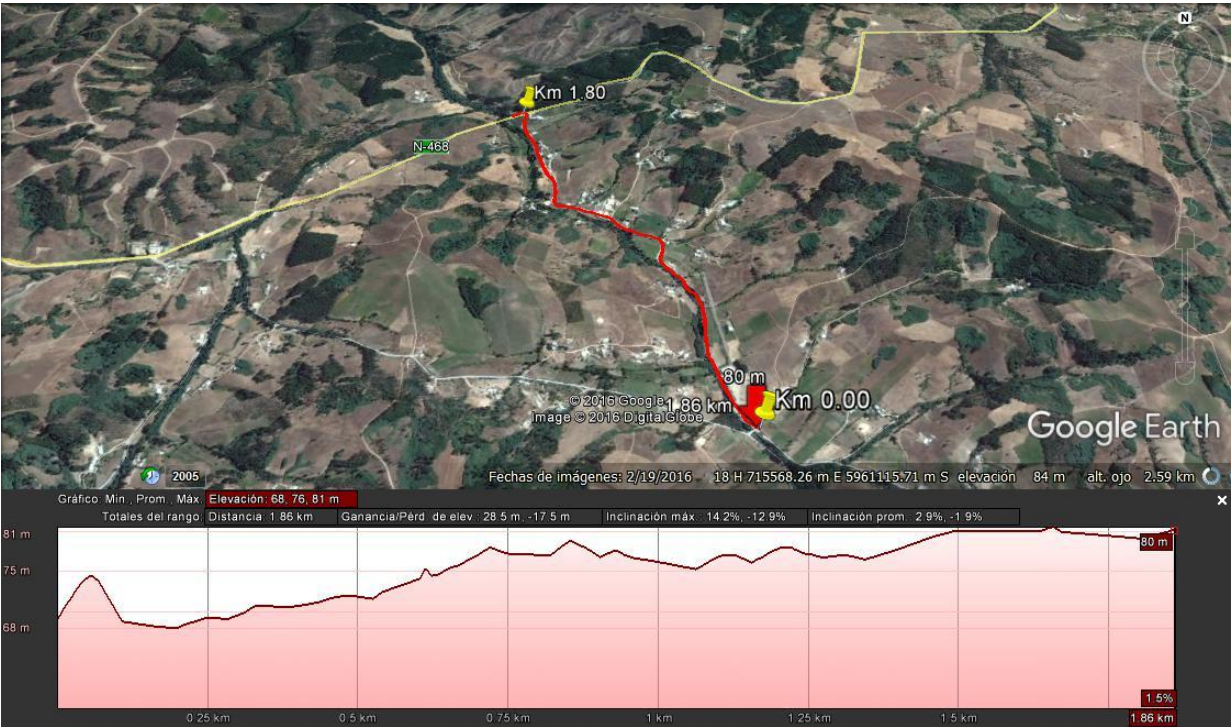 N
Km 1.80
N-468
80 m
Km 0.00
1.86 km
© 2016 Google
Image © 2016 DigitalGlobe
Google Earth
2005
Fechas de imágenes: 2/19/2016 18 H 715568.26 m E 5961115.71 m S elevación 84 m alt. ojo 2.59 km
Gráfico: Mín., Prom., Máx. Elevación: 68, 76, 81 m
Totales del rango: Distancia: 1.86 km Ganancia/Pérd. de elev.: 28.5 m, -17.5 m Inclinación máx.: 14.2%, -12.9% Inclinación prom.: 2.9%, -1.9%
81 m
80 m
75 m
68 m
1.5%
0.25 km 0.5 km 0.75 km 1 km 1.25 km 1.5 km 1.86 km